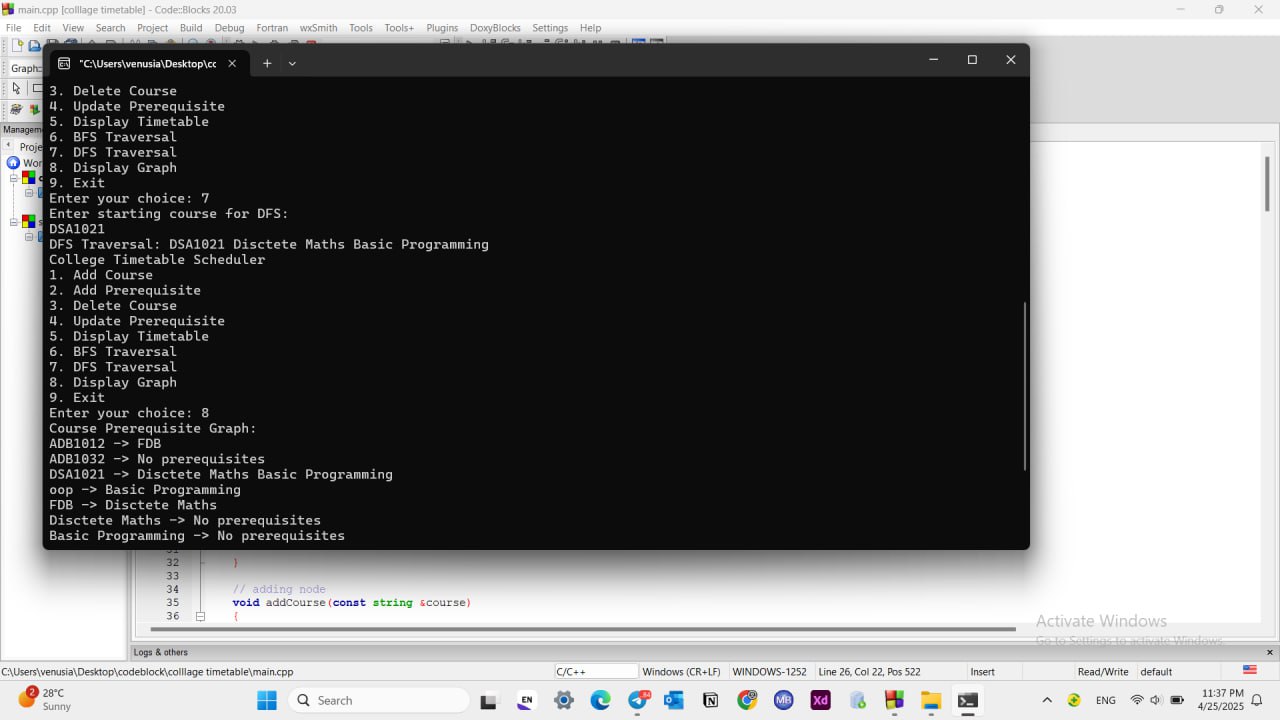 main.cpp [colllage timetable] - Code::Blocks 20.03
File Edit View Search Project Build Debug Fortran wxSmith Tools Tools+ Plugins DoxyBlocks Settings Help
"C:\Users\venusia\Desktop\cc
Graph::
Managem
Proje
Wor
3. Delete Course
4. Update Prerequisite
5. Display Timetable
6. BFS Traversal
7. DFS Traversal
8. Display Graph
9. Exit
Enter your choice: 7
Enter starting course for DFS:
DSA1021
DFS Traversal: DSA1021 Disctete Maths Basic Programming
College Timetable Scheduler
1. Add Course
2. Add Prerequisite
3. Delete Course
4. Update Prerequisite
5. Display Timetable
6. BFS Traversal
7. DFS Traversal
8. Display Graph
9. Exit
Enter your choice: 8
Course Prerequisite Graph:
ADB1012 -> FDB
ADB1032 -> No prerequisites
DSA1021 -> Disctete Maths Basic Programming
oop -> Basic Programming
FDB -> Disctete Maths
Disctete Maths -> No prerequisites
Basic Programming -> No prerequisites
32 }
33
34 // adding node
35 void addCourse(const string &course)
36 {
Activate Windows
Go to Settings to activate Windows.
Logs & others
C:\Users\venusia\Desktop\codeblock\colllage timetable\main.cpp C/C++ Windows (CR+LF) WINDOWS-1252 Line 26, Col 22, Pos 522 Insert Read/Write default
2 28°C
Sunny
Search
EN
MB
Xd
ENG
11:37 PM
4/25/2025